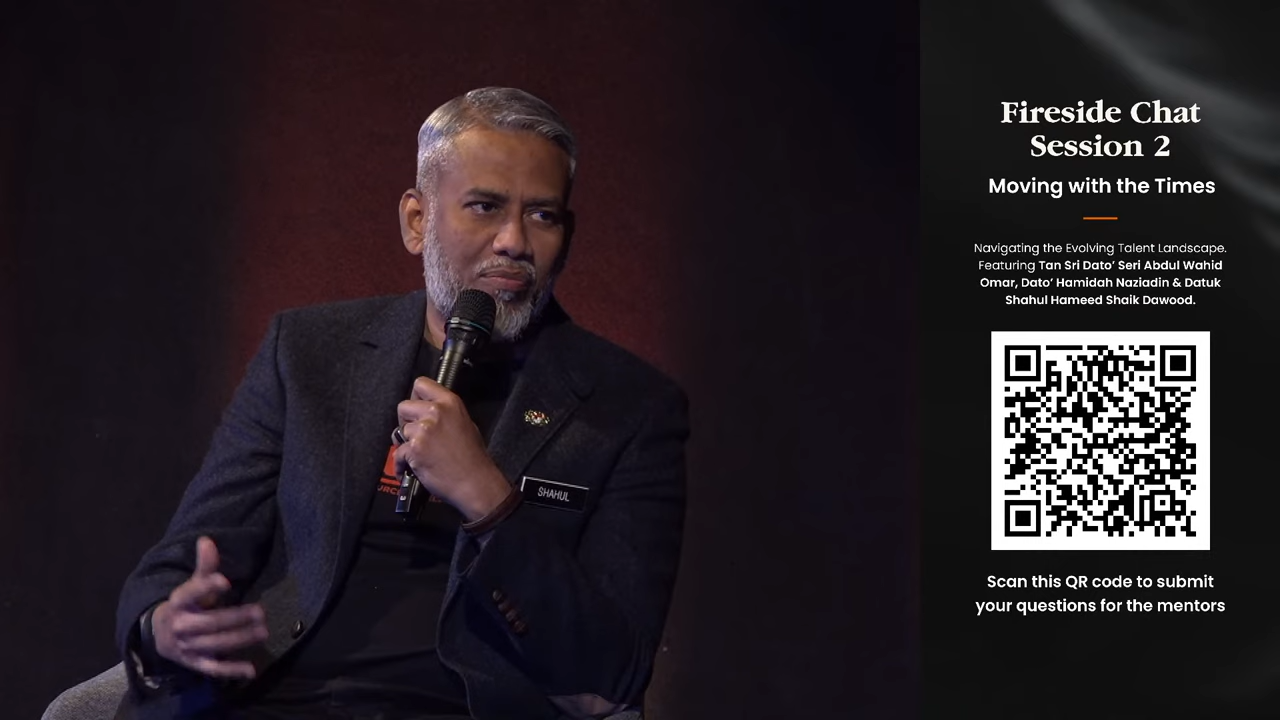 Fireside Chat
Session 2
Moving with the Times
Navigating the Evolving Talent Landscape.
Featuring Tan Sri Dato’ Seri Abdul Wahid
Omar, Dato’ Hamidah Naziadin & Datuk
Shahul Hameed Shaik Dawood.
Scan this QR code to submit
your questions for the mentors
SHAHUL